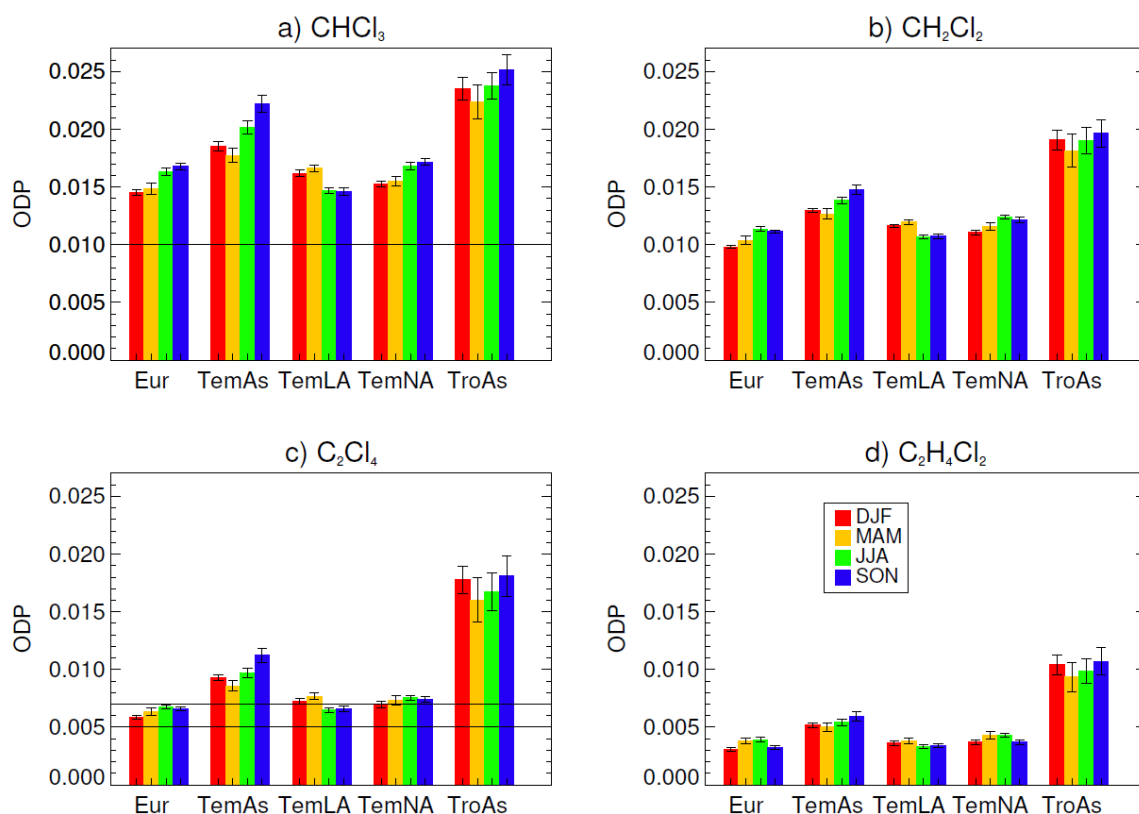 a) CHCl₃
0.025
0.020
0.015
0.010
0.005
0.000
ODP
Eur TemAs TemLA TemNA TroAs
b) CH₂Cl₂
0.025
0.020
0.015
0.010
0.005
0.000
ODP
Eur TemAs TemLA TemNA TroAs
c) C₂Cl₄
0.025
0.020
0.015
0.010
0.005
0.000
ODP
Eur TemAs TemLA TemNA TroAs
d) C₂H₄Cl₂
0.025
0.020
0.015
0.010
0.005
0.000
ODP
DJF
MAM
JJA
SON
Eur TemAs TemLA TemNA TroAs